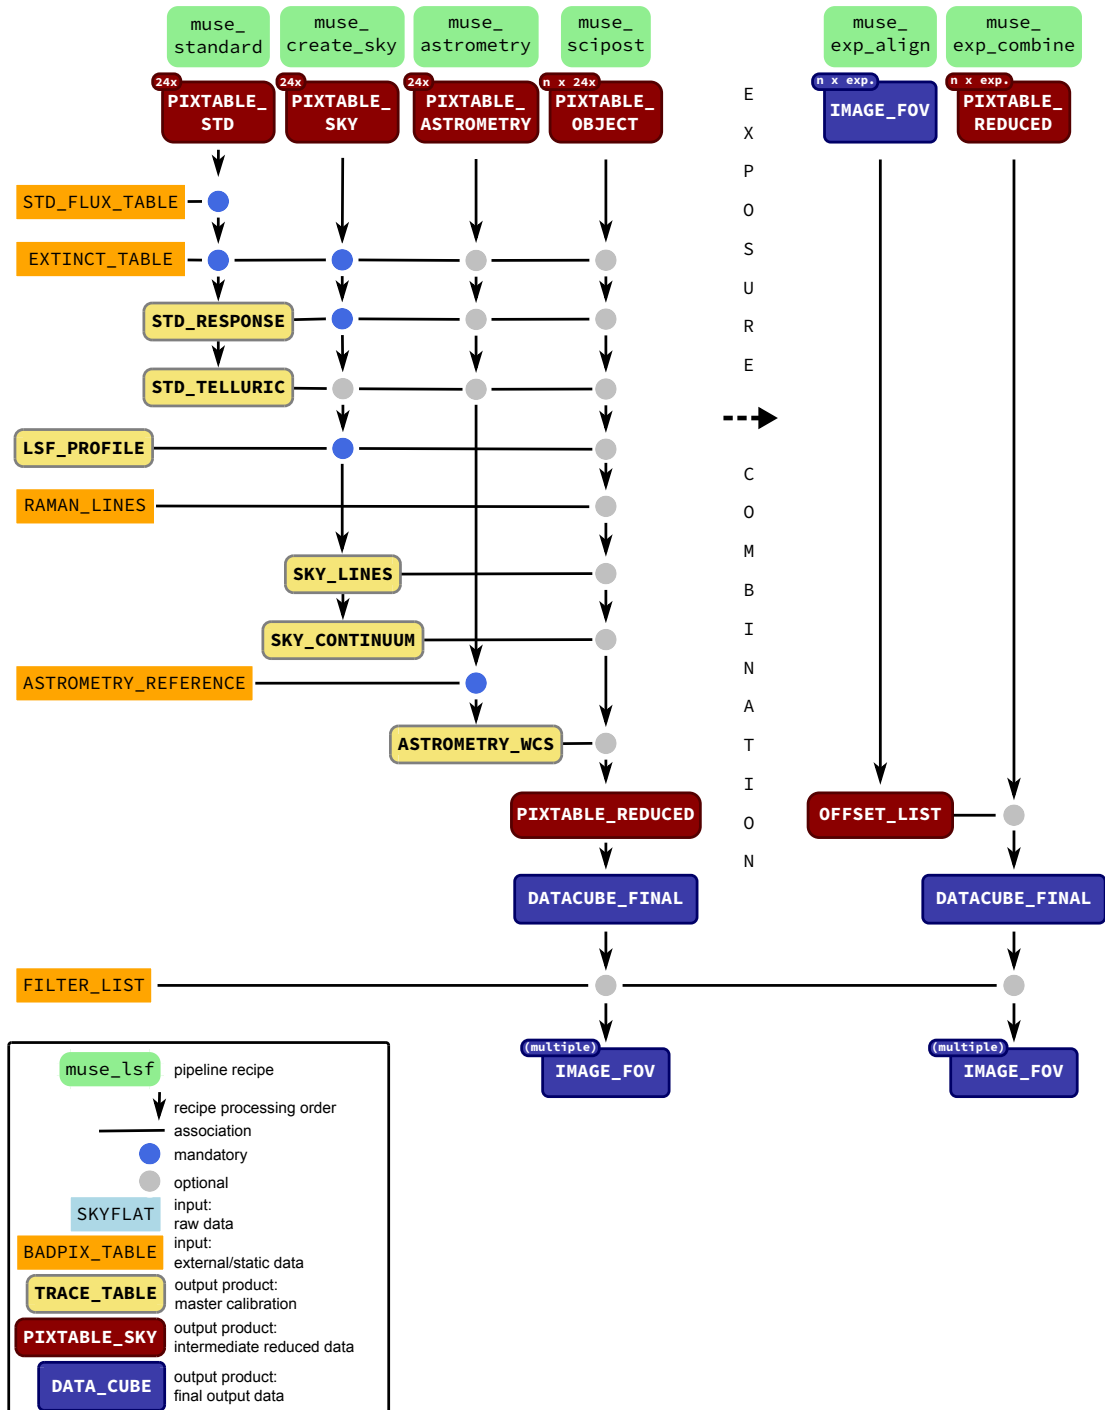 muse_
standard
muse_
create_sky
muse_
astrometry
muse_
scipost
muse_
exp_align
muse_
exp_combine
24x
PIXTABLE_
STD
24x
PIXTABLE_
SKY
24x
PIXTABLE_
ASTROMETRY
n x 24x
PIXTABLE_
OBJECT
n x exp.
IMAGE_FOV
n x exp.
PIXTABLE_
REDUCED
E
X
P
O
S
U
R
E
C
O
M
B
I
N
A
T
I
O
N
STD_FLUX_TABLE
EXTINCT_TABLE
STD_RESPONSE
STD_TELLURIC
LSF_PROFILE
RAMAN_LINES
SKY_LINES
SKY_CONTINUUM
ASTROMETRY_REFERENCE
ASTROMETRY_WCS
PIXTABLE_REDUCED
OFFSET_LIST
DATACUBE_FINAL
DATACUBE_FINAL
FILTER_LIST
(multiple)
IMAGE_FOV
(multiple)
IMAGE_FOV
muse_lsf
pipeline recipe
recipe processing order
association
mandatory
optional
SKYFLAT
input:
raw data
BADPIX_TABLE
input:
external/static data
TRACE_TABLE
output product:
master calibration
PIXTABLE_SKY
output product:
intermediate reduced data
DATA_CUBE
output product:
final output data